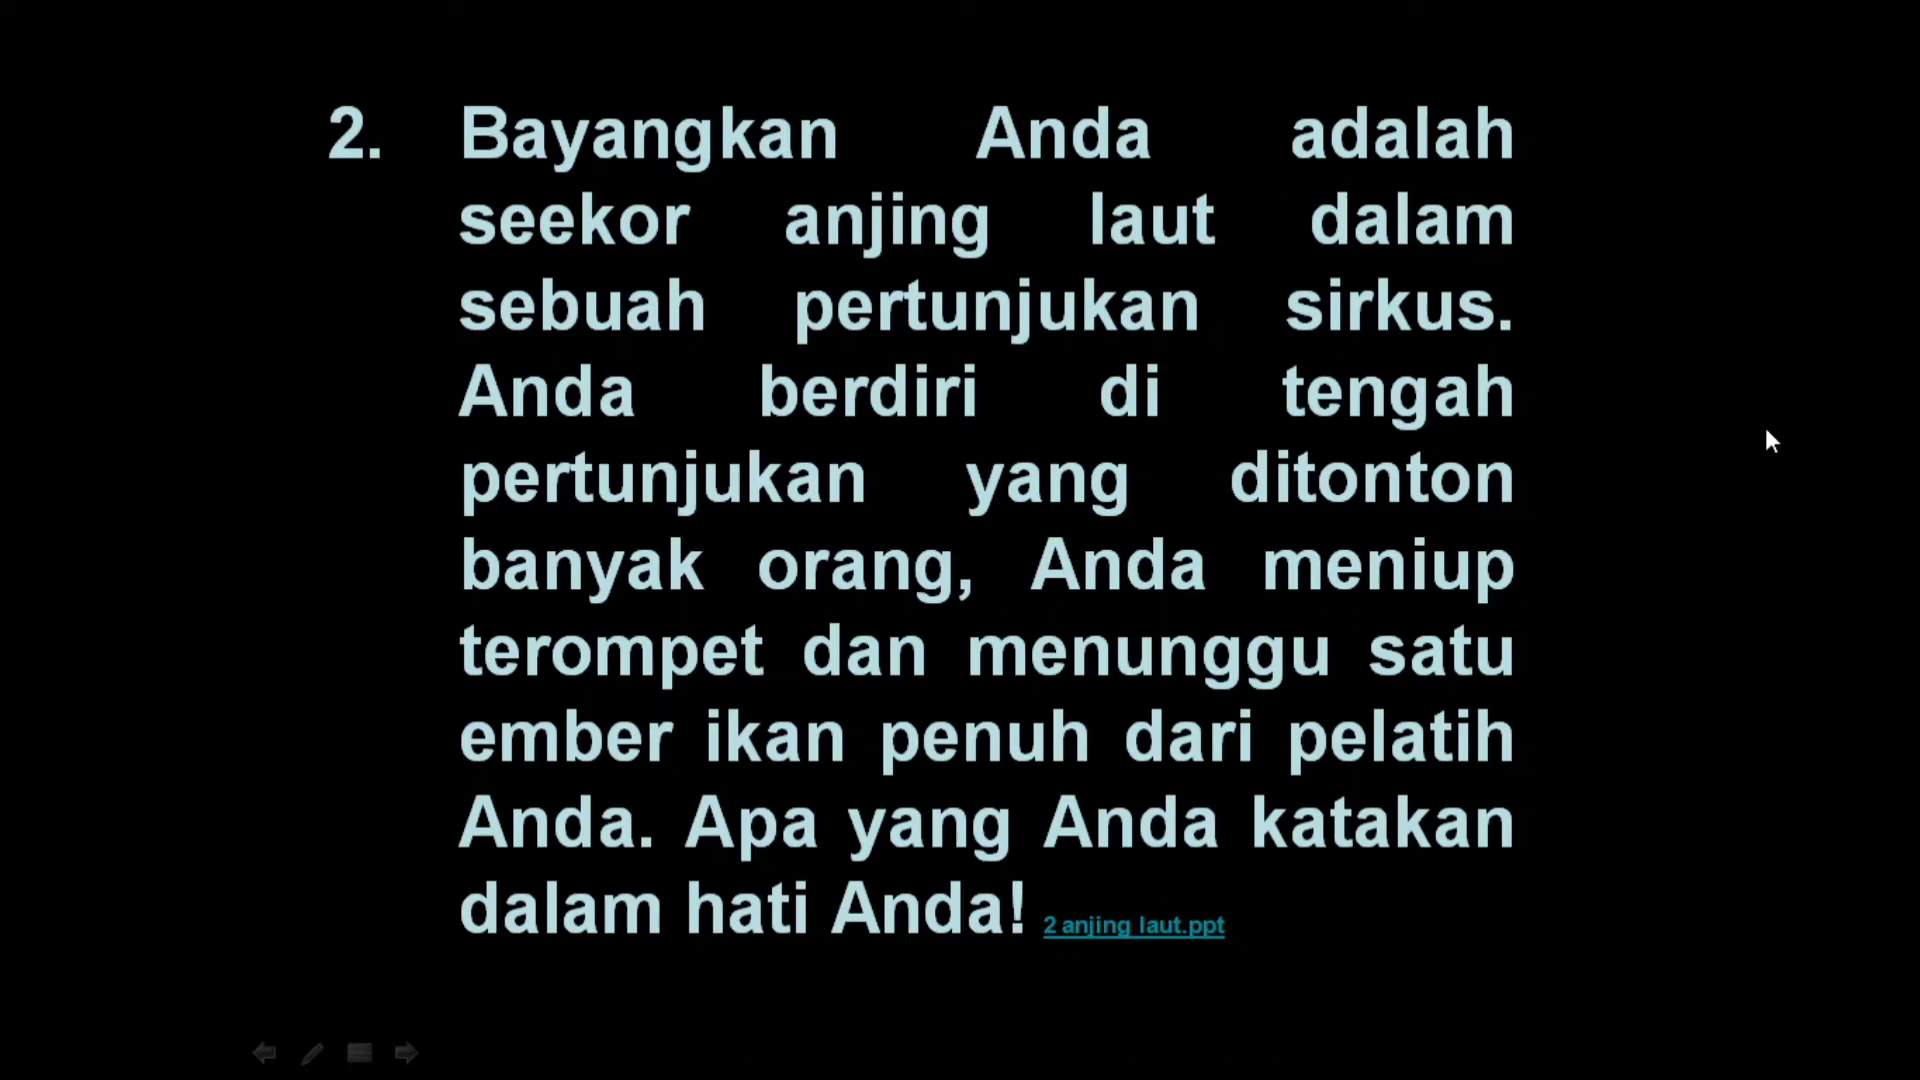 2. Bayangkan Anda adalah
seekor anjing laut dalam
sebuah pertunjukan sirkus.
Anda berdiri di tengah
pertunjukan yang ditonton
banyak orang, Anda meniup
terompet dan menunggu satu
ember ikan penuh dari pelatih
Anda. Apa yang Anda katakan
dalam hati Anda! 2 anjing laut.ppt